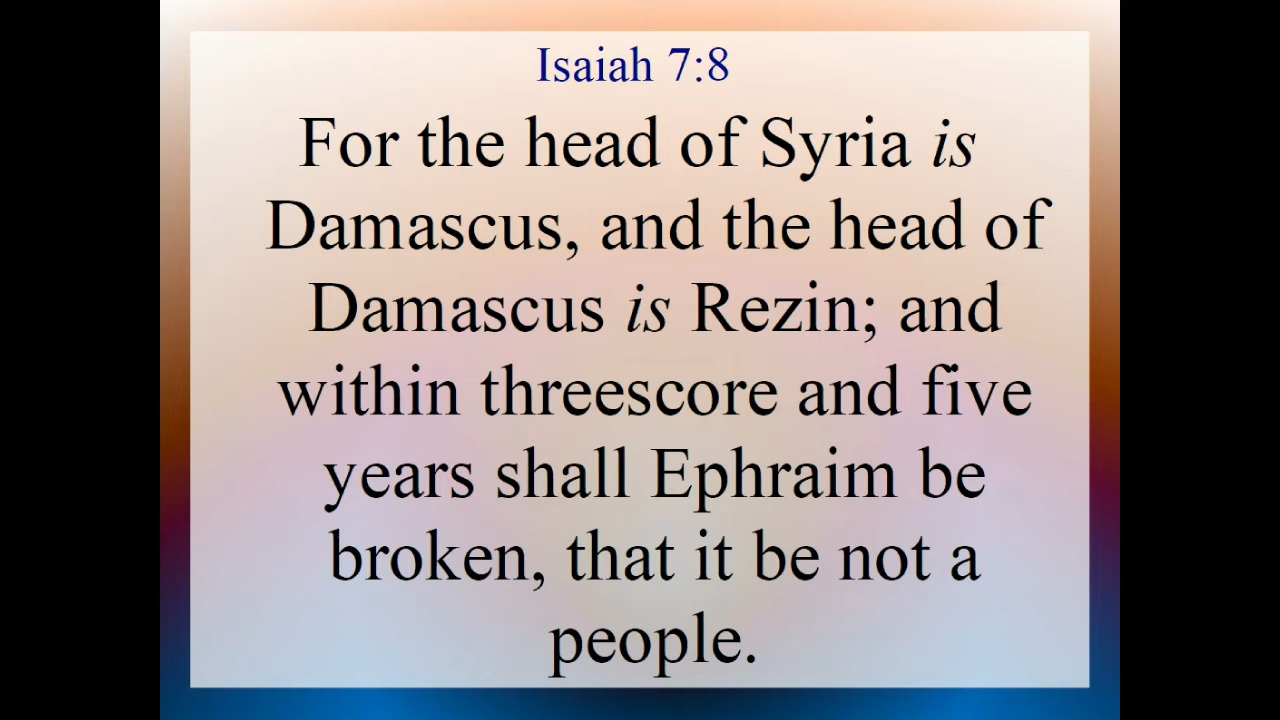 Isaiah 7:8
For the head of Syria is
Damascus, and the head of
Damascus is Rezin; and
within threescore and five
years shall Ephraim be
broken, that it be not a
people.